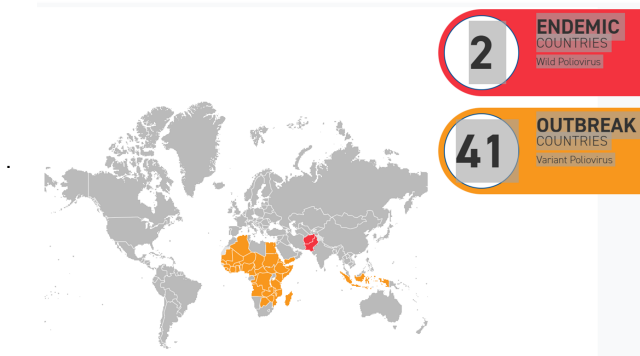 2
ENDEMIC
COUNTRIES
Wild Poliovirus
41
OUTBREAK
COUNTRIES
Variant Poliovirus